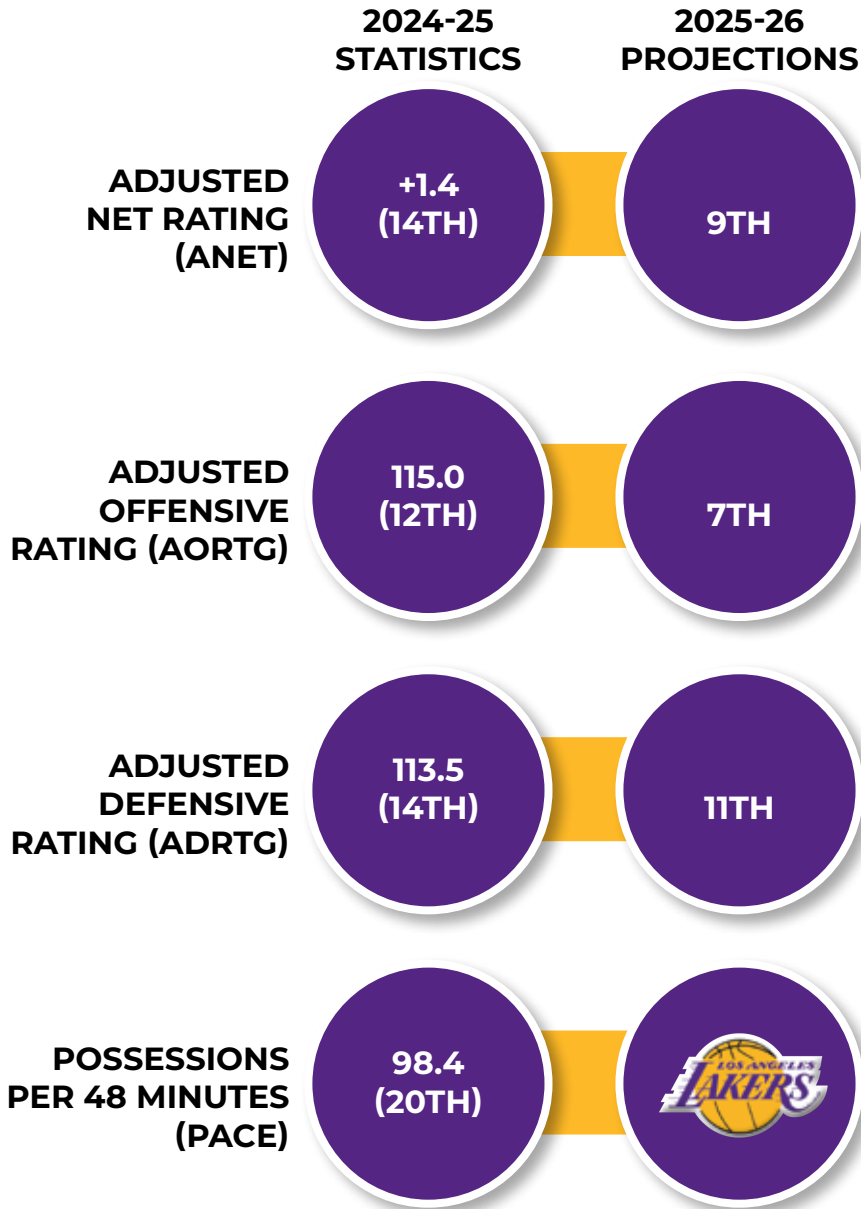 2024-25
STATISTICS
2025-26
PROJECTIONS
ADJUSTED
NET RATING
(ANET)
+1.4
(14TH)
9TH
ADJUSTED
OFFENSIVE
RATING (AORTG)
115.0
(12TH)
7TH
ADJUSTED
DEFENSIVE
RATING (ADRTG)
113.5
(14TH)
11TH
POSSESSIONS
PER 48 MINUTES
(PACE)
98.4
(20TH)
LOS ANGELES
LAKERS